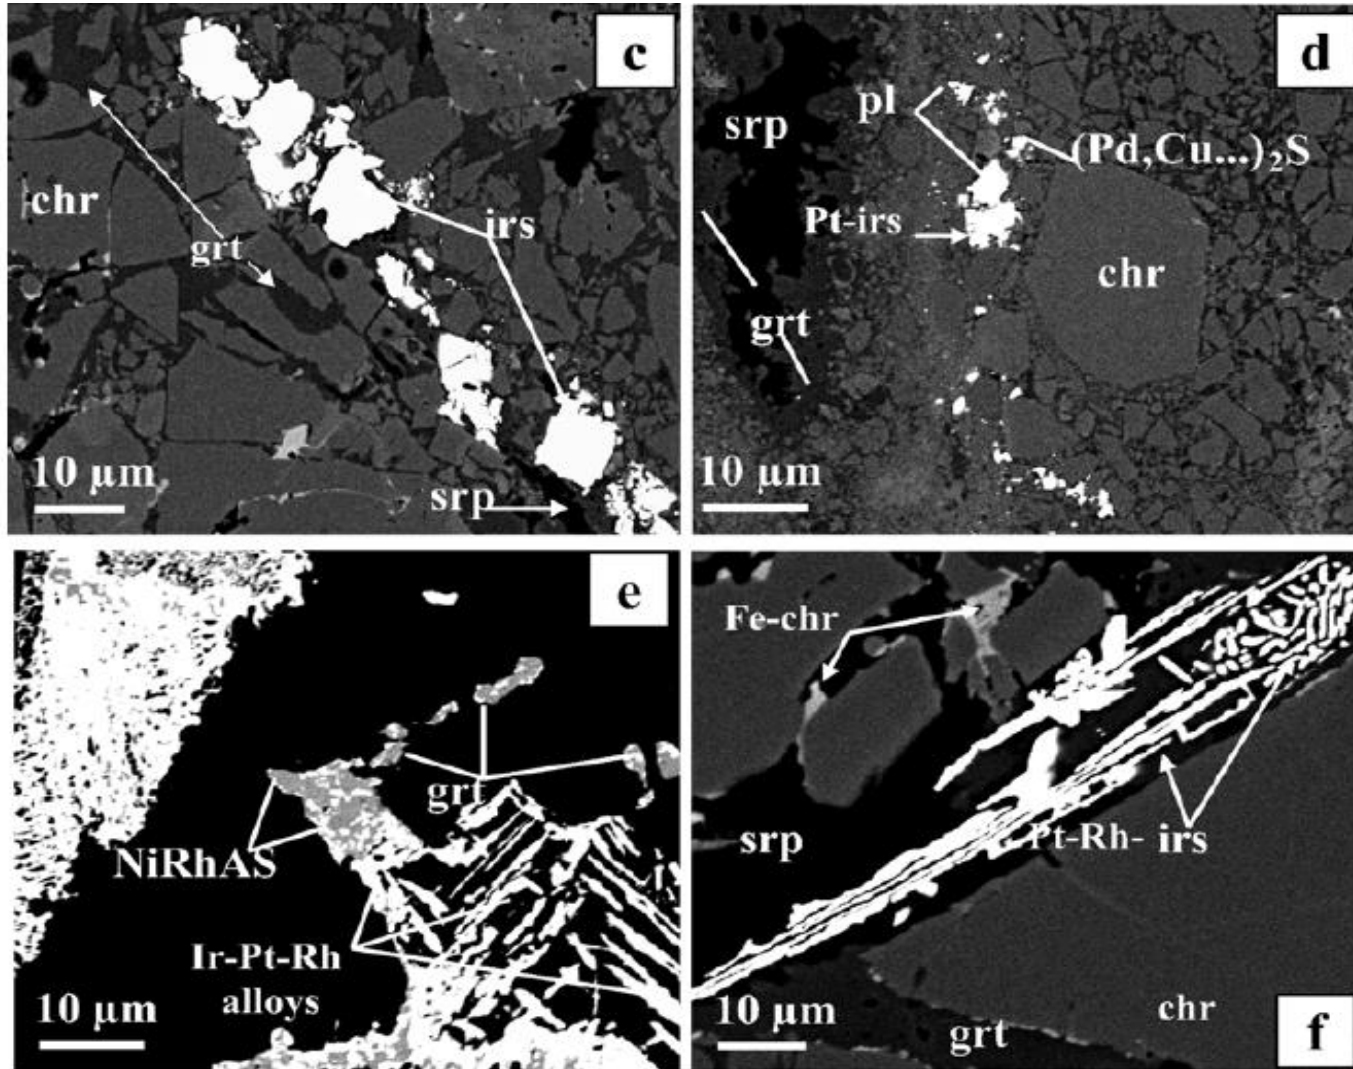 c
chr
grt
irs
10 µm
srp
d
pl
srp
(Pd,Cu...)₂S
Pt-irs
chr
grt
10 µm
e
grt
NiRhAS
Ir-Pt-Rh
alloys
10 µm
Fe-chr
srp
Pt-Rh- irs
chr
10 µm
grt
f